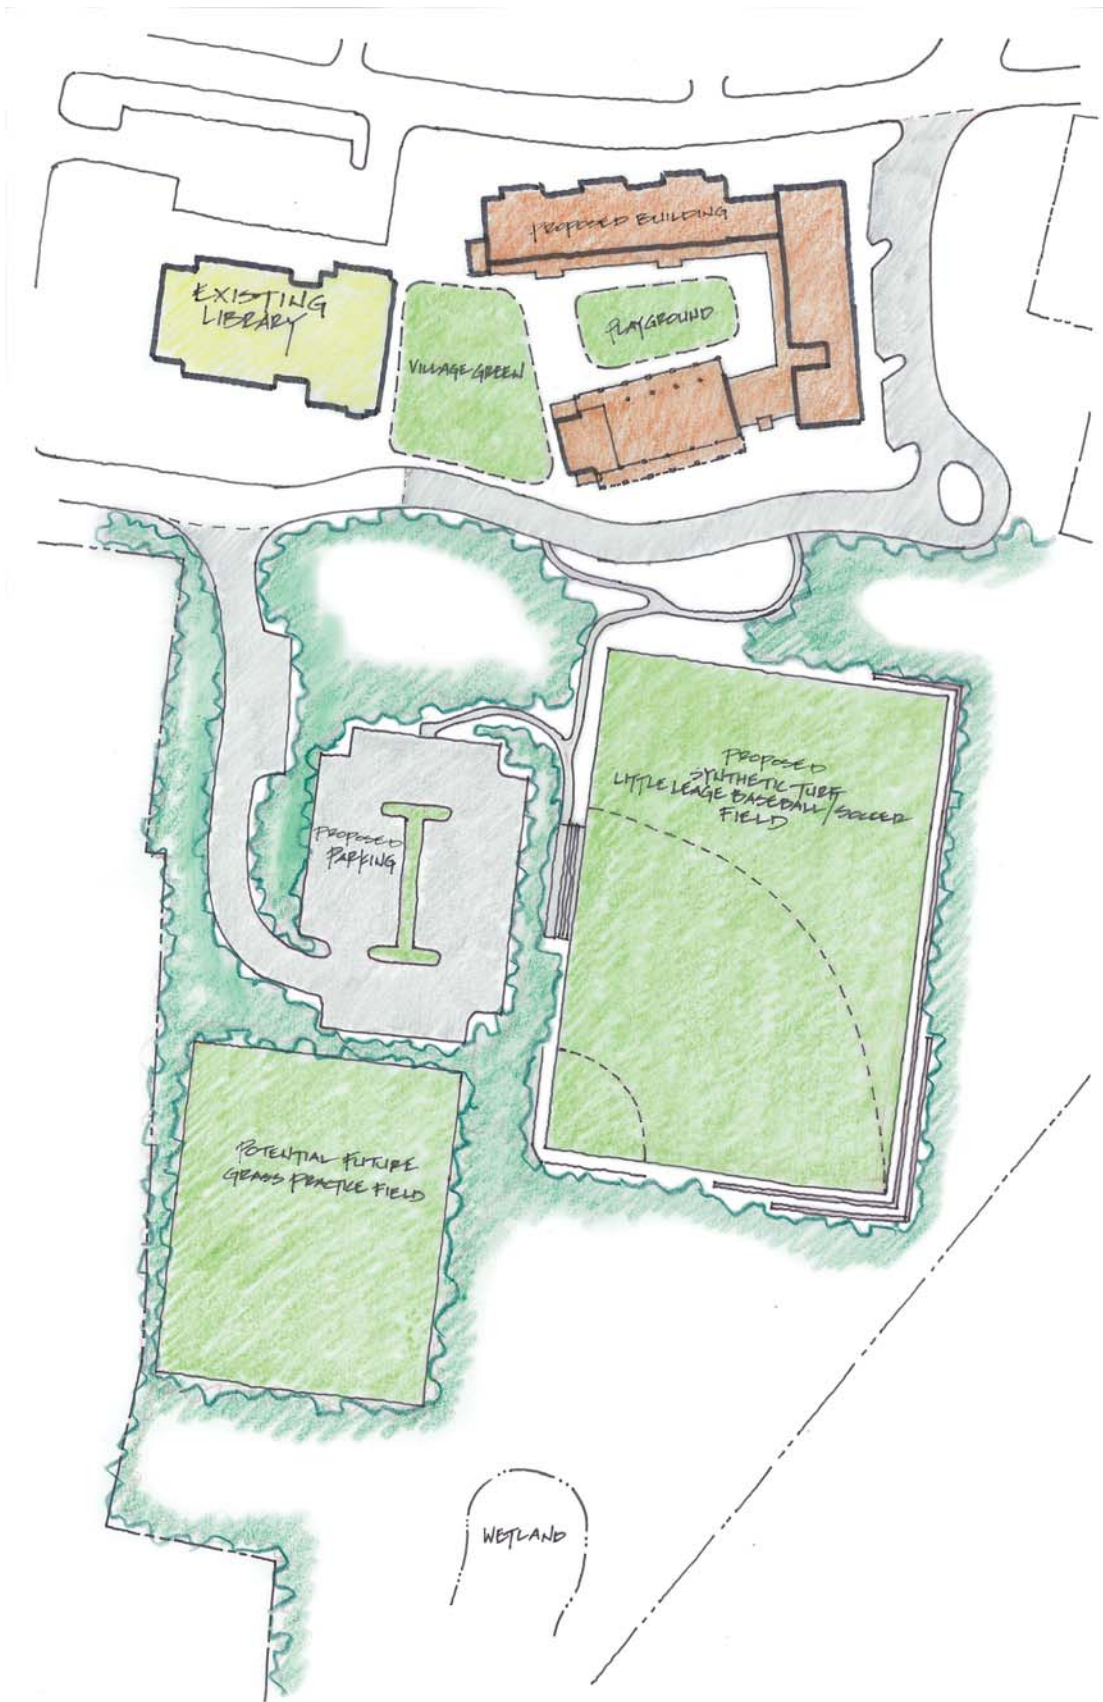 PROPOSED BUILDING
EXISTING
LIBRARY
PLAYGROUND
VILLAGE GREEN
PROPOSED
SYNTHETIC TURF
LITTLE LEAGE BASEBALL/SOCCER
FIELD
PROPOSED
PARKING
POTENTIAL FUTURE
GRASS PRACTICE FIELD
WETLAND